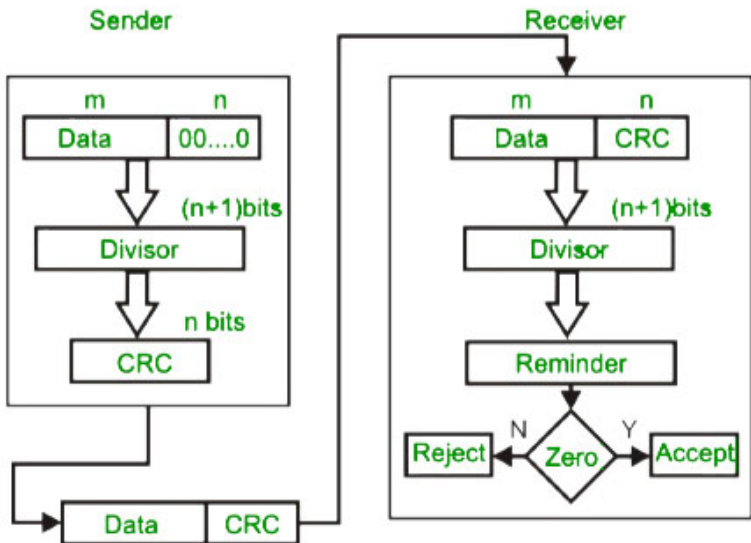 Sender
m n
Data 00....0
(n+1)bits
Divisor
n bits
CRC
Data CRC
Receiver
m n
Data CRC
(n+1)bits
Divisor
Reminder
Reject N Zero Y Accept